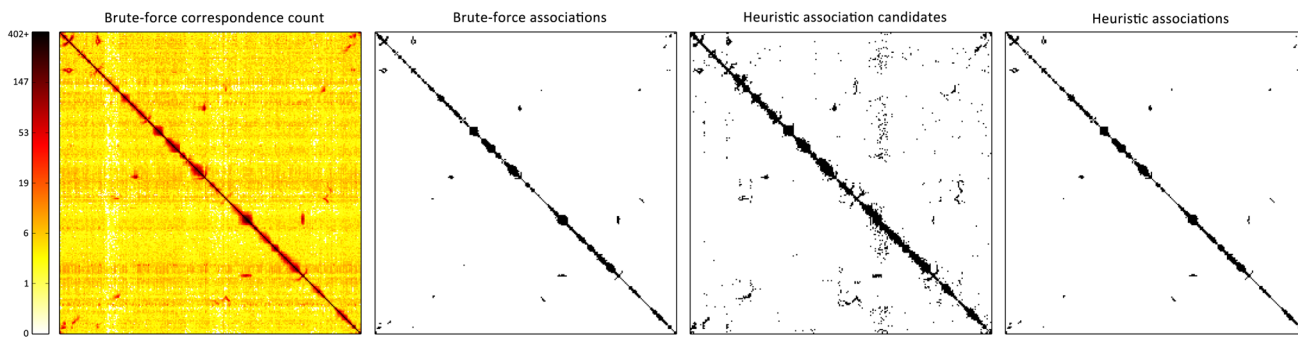 Brute-force correspondence count
Brute-force associations
Heuristic association candidates
Heuristic associations
402+
147
53
19
6
1
0